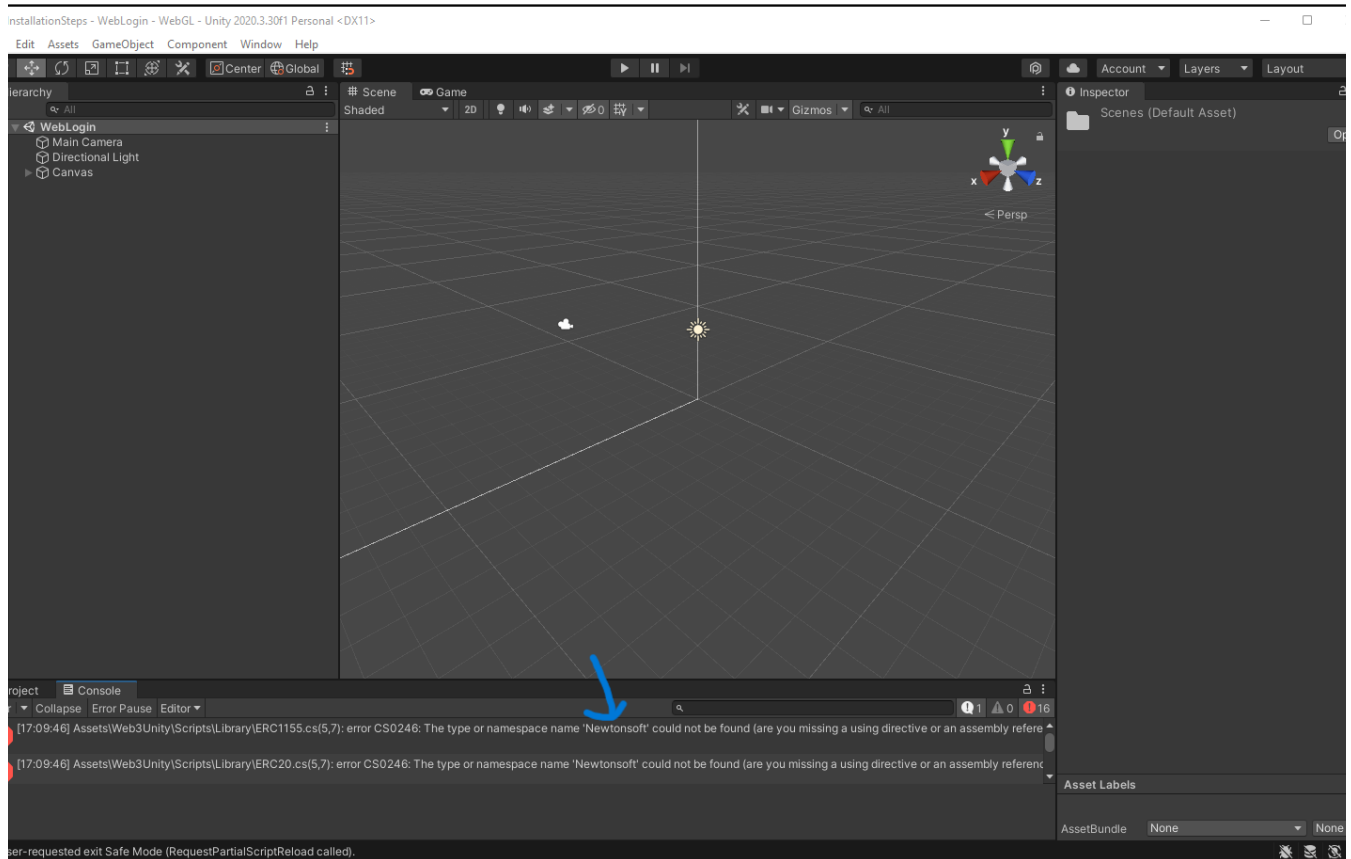 InstallationSteps - WebLogin - WebGL - Unity 2020.3.30f1 Personal <DX11>
Edit Assets GameObject Component Window Help
Center Global Account Layers Layout
ierarchy
All
WebLogin
Main Camera
Directional Light
Canvas
# Scene Game
Shaded 2D 0 Gizmos All
y
x z
Persp
Inspector
Scenes (Default Asset)
Op
roject Console
r Collapse Error Pause Editor 1 0 16
[17:09:46] Assets\Web3Unity\Scripts\Library\ERC1155.cs(5,7): error CS0246: The type or namespace name 'Newtonsoft' could not be found (are you missing a using directive or an assembly refere
[17:09:46] Assets\Web3Unity\Scripts\Library\ERC20.cs(5,7): error CS0246: The type or namespace name 'Newtonsoft' could not be found (are you missing a using directive or an assembly referenc
Asset Labels
AssetBundle None None
ser-requested exit Safe Mode (RequestPartialScriptReload called).